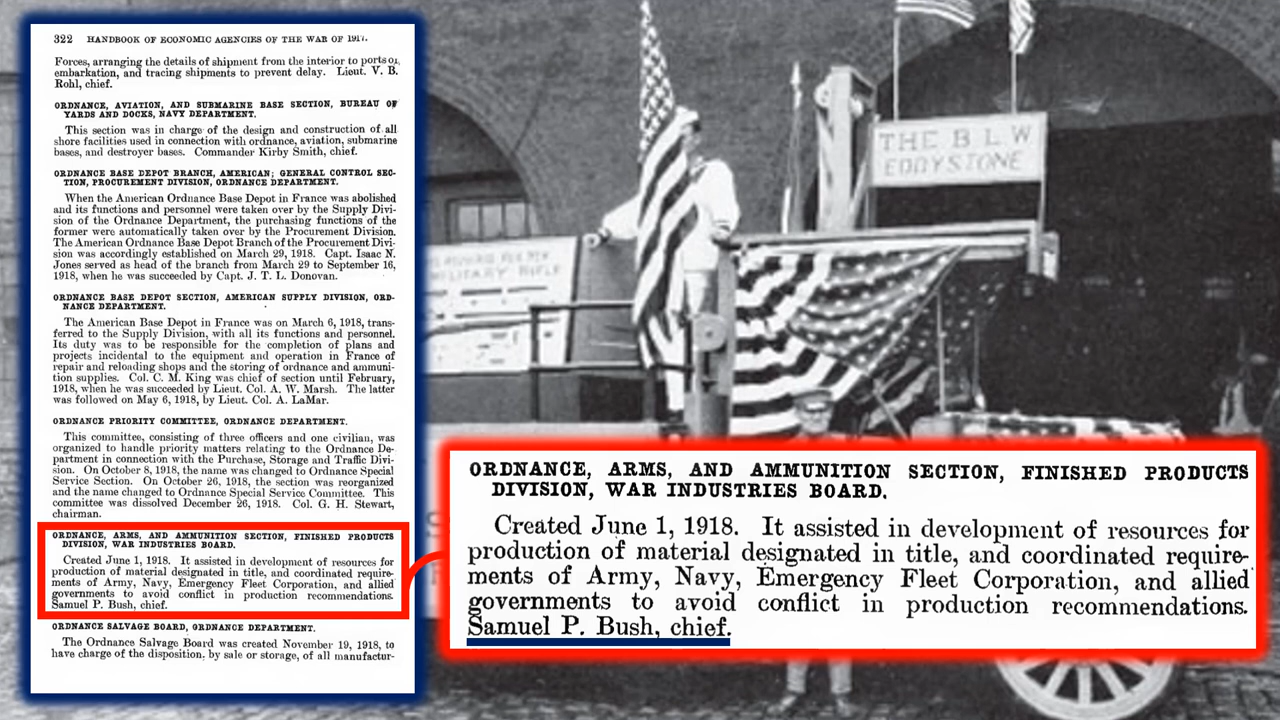 322 HANDBOOK OF ECONOMIC AGENCIES OF THE WAR OF 1917.
Forces, arranging the details of shipment from the interior to ports of
embarkation, and tracing shipments to prevent delay. Lieut. V. B.
Rohl, chief.
ORDNANCE, AVIATION, AND SUBMARINE BASE SECTION, BUREAU OF
YARDS AND DOCKS, NAVY DEPARTMENT.
This section was in charge of the design and construction of all
shore facilities used in connection with ordnance, aviation, submarine
bases, and destroyer bases. Commander Kirby Smith, chief.
ORDNANCE BASE DEPOT BRANCH, AMERICAN; GENERAL CONTROL SEC-
TION, PROCUREMENT DIVISION, ORDNANCE DEPARTMENT.
When the American Ordnance Base Depot in France was abolished
and its functions and personnel were taken over by the Supply Divi-
sion of the Ordnance Department, the purchasing functions of the
former were automatically taken over by the Procurement Division.
The American Ordnance Base Depot Branch of the Procurement Divi-
sion was accordingly established on March 29, 1918. Capt. Isaac N.
Jones served as head of the branch from March 29 to September 16,
1918, when he was succeeded by Capt. J. T. L. Donovan.
ORDNANCE BASE DEPOT SECTION, AMERICAN SUPPLY DIVISION, ORD-
NANCE DEPARTMENT.
The American Base Depot in France was on March 6, 1918, trans-
ferred to the Supply Division, with all its functions and personnel.
Its duty was to be responsible for the completion of plans and
projects incidental to the equipment and operation in France of
repair and reloading shops and the storing of ordnance and ammuni-
tion supplies. Col. C. M. King was chief of section until February,
1918, when he was succeeded by Lieut. Col. A. W. Marsh. The latter
was followed on May 6, 1918, by Lieut. Col. A. LaMar.
ORDNANCE PRIORITY COMMITTEE, ORDNANCE DEPARTMENT.
This committee, consisting of three officers and one civilian, was
organized to handle priority matters relating to the Ordnance De-
partment in connection with the Purchase, Storage and Traffic Divi-
sion. On October 8, 1918, the name was changed to Ordnance Special
Service Section. On October 26, 1918, the section was reorganized
and the name changed to Ordnance Special Service Committee. This
committee was dissolved December 26, 1918. Col. G. H. Stewart,
chairman.
ORDNANCE, ARMS, AND AMMUNITION SECTION, FINISHED PRODUCTS
DIVISION, WAR INDUSTRIES BOARD.
Created June 1, 1918. It assisted in development of resources for
production of material designated in title, and coordinated require-
ments of Army, Navy, Emergency Fleet Corporation, and allied
governments to avoid conflict in production recommendations.
Samuel P. Bush, chief.
ORDNANCE SALVAGE BOARD, ORDNANCE DEPARTMENT.
The Ordnance Salvage Board was created November 19, 1918, to
have charge of the disposition, by sale or storage, of all manufactur-
THE B L W
EDDYSTONE
MILITARY RIFLE
ORDNANCE, ARMS, AND AMMUNITION SECTION, FINISHED PRODUCTS
DIVISION, WAR INDUSTRIES BOARD.
Created June 1, 1918. It assisted in development of resources for
production of material designated in title, and coordinated require-
ments of Army, Navy, Emergency Fleet Corporation, and allied
governments to avoid conflict in production recommendations.
Samuel P. Bush, chief.